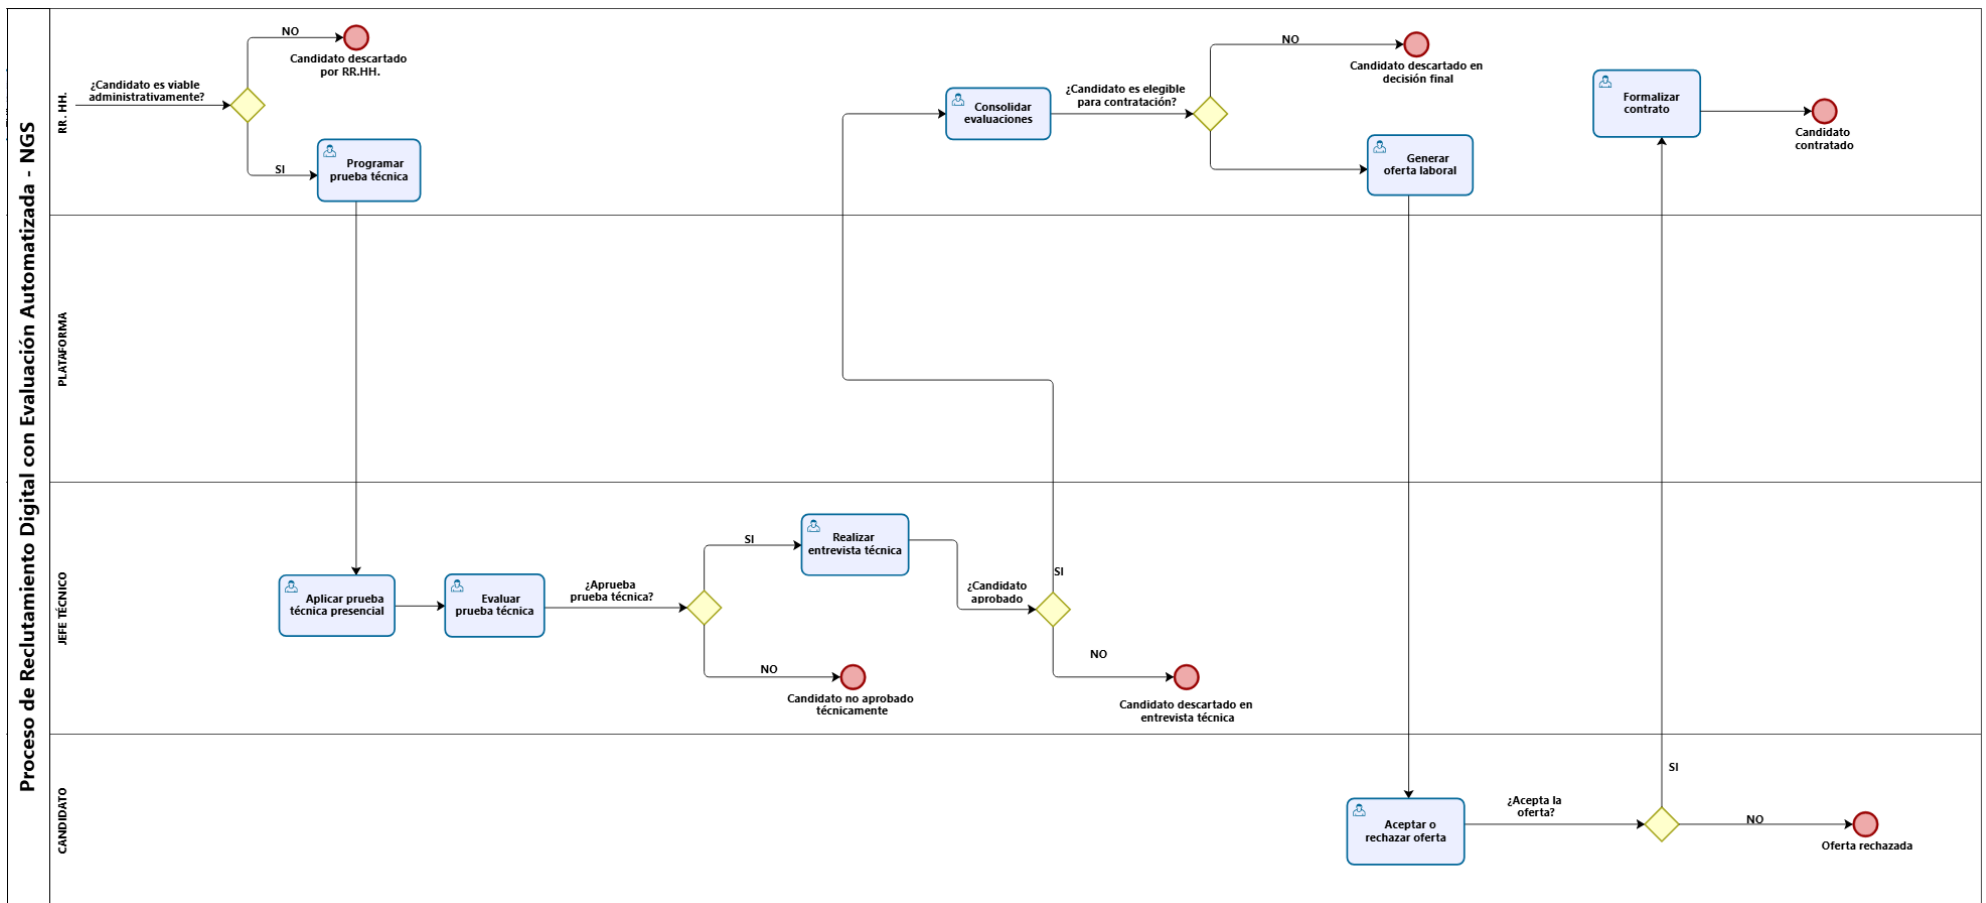 Proceso de Reclutamiento Digital con Evaluación Automatizada - NGS
RR. HH.
¿Candidato es viable
administrativamente?
NO
Candidato descartado
por RR.HH.
SI
Programar
prueba técnica
Consolidar
evaluaciones
¿Candidato es elegible
para contratación?
NO
Candidato descartado en
decisión final
Generar
oferta laboral
Formalizar
contrato
Candidato
contratado
PLATAFORMA
JEFE TÉCNICO
Aplicar prueba
técnica presencial
Evaluar
prueba técnica
¿Aprueba
prueba técnica?
SI
Realizar
entrevista técnica
NO
Candidato no aprobado
técnicamente
¿Candidato
aprobado
SI
NO
Candidato descartado en
entrevista técnica
CANDIDATO
Aceptar o
rechazar oferta
¿Acepta la
oferta?
SI
NO
Oferta rechazada